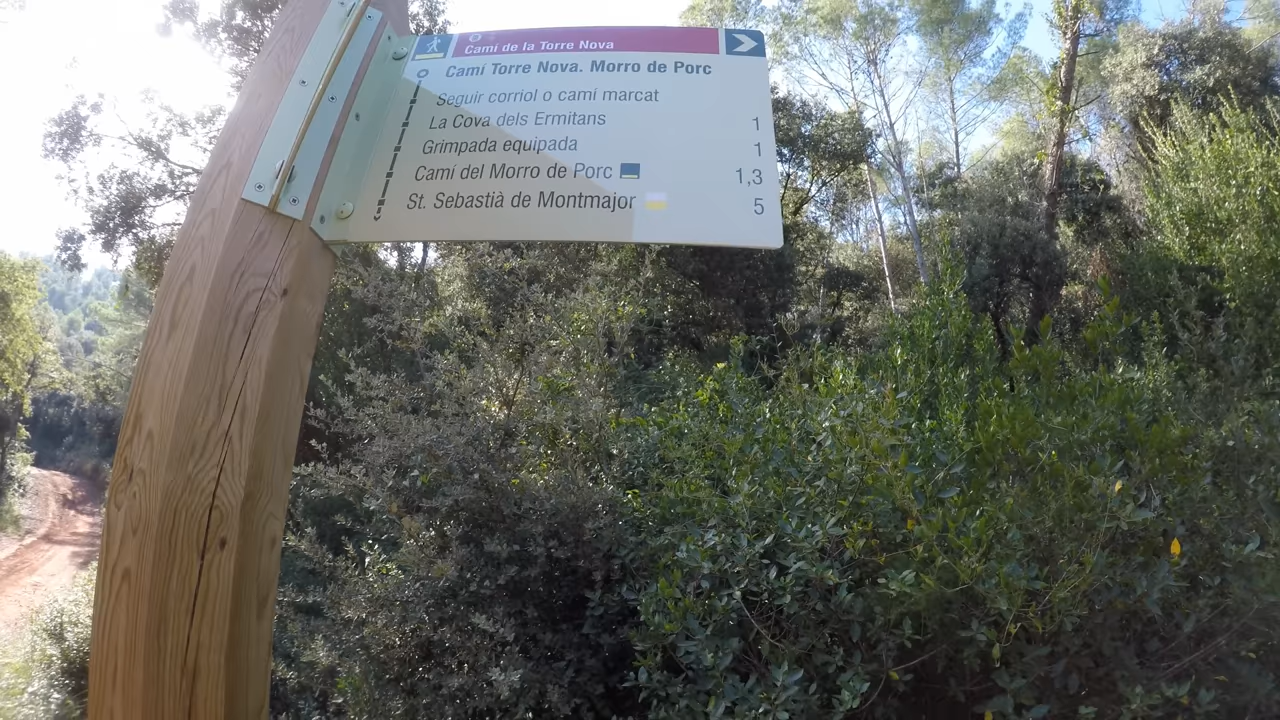 Camí de la Torre Nova
Camí Torre Nova. Morro de Porc
Seguir corriol o camí marcat
La Cova dels Ermitans 1
Grimpada equipada 1
Camí del Morro de Porc 1,3
St. Sebastià de Montmajor 5